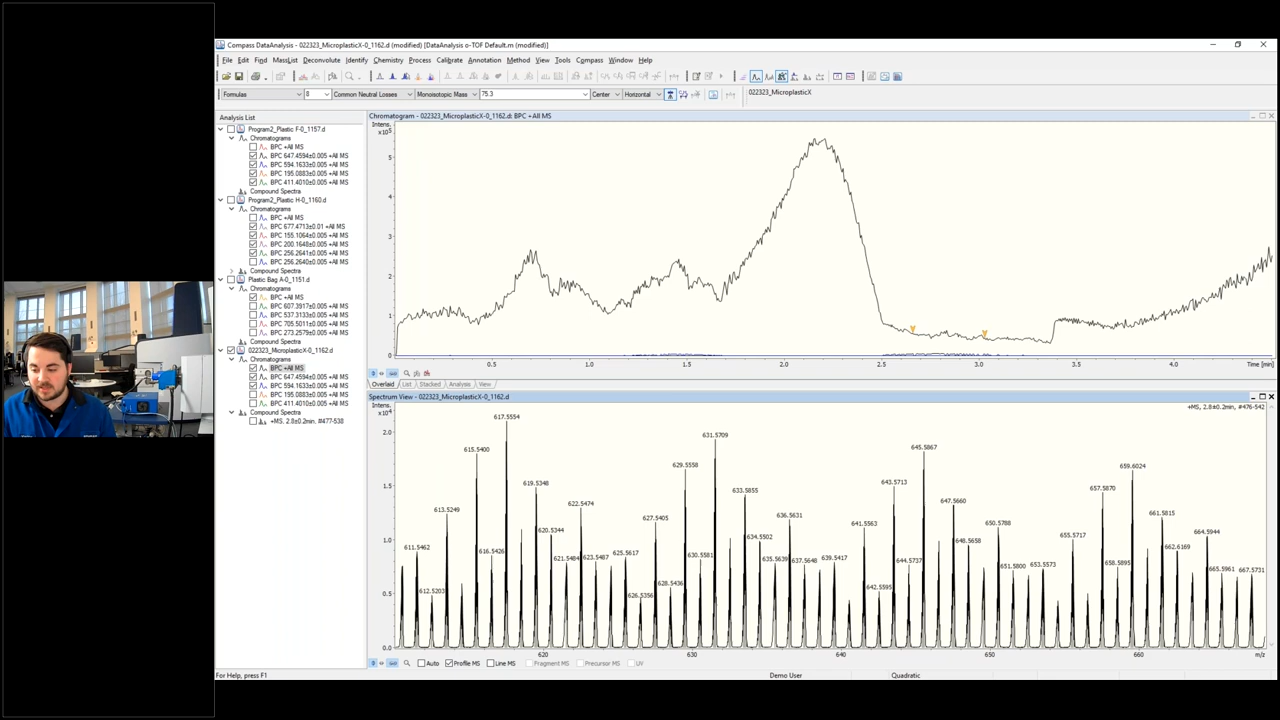 Compass DataAnalysis - 022323_MicroplasticX-0_1162.d (modified) [DataAnalysis o-TOF Default.m (modified)]
File Edit Find MassList Deconvolute Identify Chemistry Process Calibrate Annotation Method View Tools Compass Window Help
Formulas 8 Common Neutral Losses Monoisotopic Mass 75.3 Center Horizontal 022323_MicroplasticX
Analysis List
Program2_Plastic F-0_1157.d
Chromatograms
BPC +All MS
BPC 647.4594±0.005 +All MS
BPC 594.1633±0.005 +All MS
BPC 195.0883±0.005 +All MS
BPC 411.4010±0.005 +All MS
Compound Spectra
Program2_Plastic H-0_1160.d
Chromatograms
BPC +All MS
BPC 677.4713±0.01 +All MS
BPC 155.1064±0.005 +All MS
BPC 200.1648±0.005 +All MS
BPC 256.2641±0.005 +All MS
BPC 256.2640±0.005 +All MS
Compound Spectra
Plastic Bag A-0_1151.d
Chromatograms
BPC +All MS
BPC 607.3917±0.005 +All MS
BPC 537.3133±0.005 +All MS
BPC 705.5011±0.005 +All MS
BPC 273.2579±0.005 +All MS
022323_MicroplasticX-0_1162.d
Chromatograms
BPC +All MS
BPC 647.4594±0.005 +All MS
BPC 594.1633±0.005 +All MS
BPC 195.0883±0.005 +All MS
BPC 411.4010±0.005 +All MS
Compound Spectra
+MS, 2.8±0.2min, #477-538
Chromatogram - 022323_MicroplasticX-0_1162.d: BPC +All MS
Intens.
x10⁵
5
4
3
2
1
0
0.5 1.0 1.5 2.0 2.5 3.0 3.5 4.0 Time [min]
Overlaid List Stacked Analysis View
Spectrum View - 022323_MicroplasticX-0_1162.d
Intens.
x10⁴
+MS, 2.8±0.2min, #476-542
2.0
1.5
1.0
0.5
0.0
617.5554
631.5709
645.5867
615.5400
629.5558
659.6024
619.5348
633.5855
643.5713
657.5870
613.5249
622.5474
627.5405
636.5631
647.5660
661.5815
620.5344
634.5502
641.5563
650.5788
655.5717
664.5944
611.5462
616.5426
621.5484
623.5487
625.5617
630.5581
635.5639
637.5648
639.5417
644.5737
648.5658
651.5800
653.5573
658.5895
662.6169
665.5961
667.5731
612.5203
626.5356
628.5436
642.5595
620 630 640 650 660 m/z
Auto Profile MS Line MS Fragment MS Precursor MS UV
For Help, press F1 Demo User Quadratic